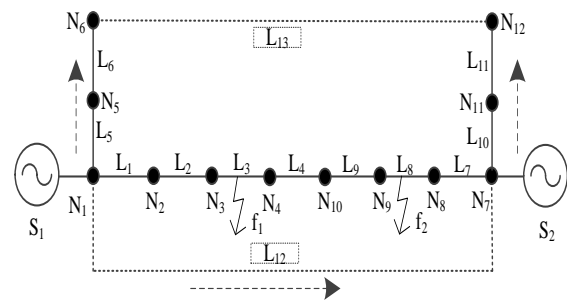 N₆ N₁₂
L₁₃
L₆ L₁₁
N₅ N₁₁
L₅ L₁₀
L₁ L₂ L₃ L₄ L₉ L₈ L₇
N₁ N₂ N₃ N₄ N₁₀ N₉ N₈ N₇
f₁ f₂
S₁ S₂
L₁₂